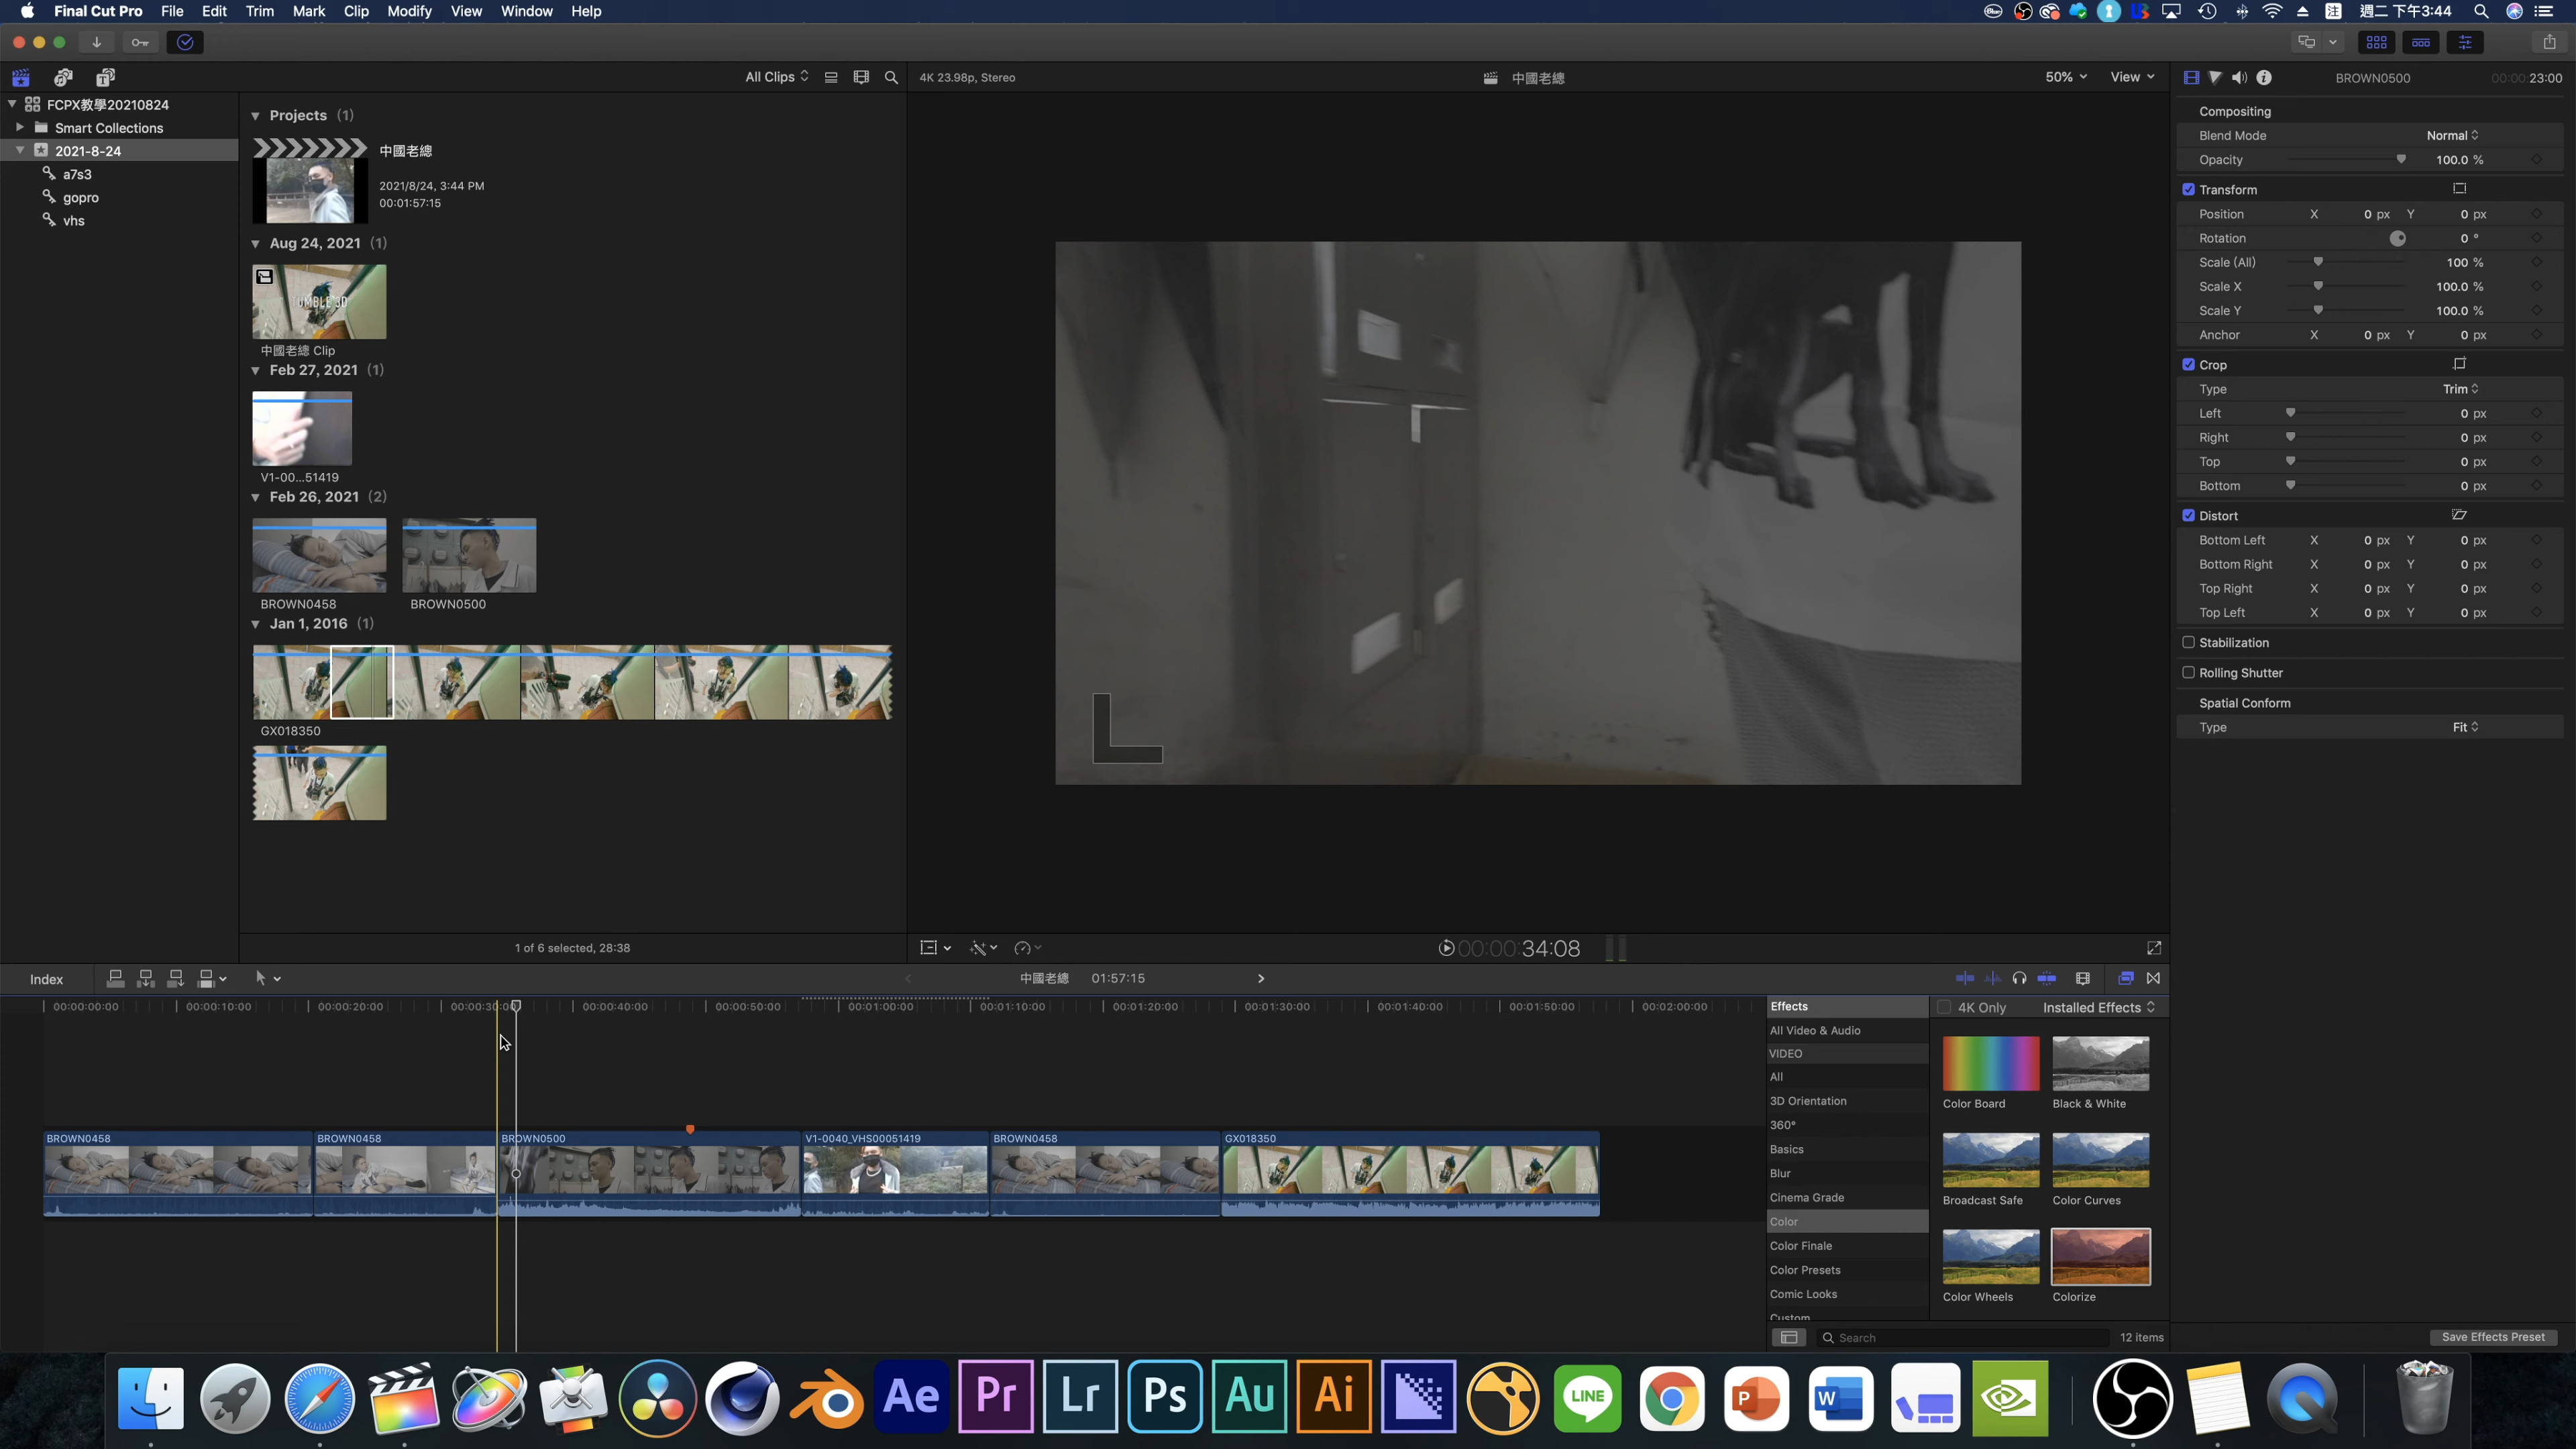 Final Cut Pro File Edit Trim Mark Clip Modify View Window Help
週二 下午3:44
All Clips
4K 23.98p, Stereo
中國老總
50% View
BROWN0500
00:00:23:00
FCPX教學20210824
Smart Collections
2021-8-24
a7s3
gopro
vhs
Projects (1)
中國老總
2021/8/24, 3:44 PM
00:01:57:15
Aug 24, 2021 (1)
TUMBLE 3D
中國老總 Clip
Feb 27, 2021 (1)
V1-00...51419
Feb 26, 2021 (2)
BROWN0458
BROWN0500
Jan 1, 2016 (1)
GX018350
1 of 6 selected, 28:38
Compositing
Blend Mode Normal
Opacity 100.0 %
Transform
Position X 0 px Y 0 px
Rotation 0 °
Scale (All) 100 %
Scale X 100.0 %
Scale Y 100.0 %
Anchor X 0 px Y 0 px
Crop
Type Trim
Left 0 px
Right 0 px
Top 0 px
Bottom 0 px
Distort
Bottom Left X 0 px Y 0 px
Bottom Right X 0 px Y 0 px
Top Right X 0 px Y 0 px
Top Left X 0 px Y 0 px
Stabilization
Rolling Shutter
Spatial Conform
Type Fit
00:00:34:08
Index
中國老總 01:57:15
00:00:00:00 00:00:10:00 00:00:20:00 00:00:30:00 00:00:40:00 00:00:50:00 00:01:00:00 00:01:10:00 00:01:20:00 00:01:30:00 00:01:40:00 00:01:50:00 00:02:00:00
BROWN0458 BROWN0458 BROWN0500 V1-0040_VHS00051419 BROWN0458 GX018350
Effects
4K Only Installed Effects
All Video & Audio
VIDEO
All
3D Orientation
360°
Basics
Blur
Cinema Grade
Color
Color Finale
Color Presets
Comic Looks
Custom
Color Board
Black & White
Broadcast Safe
Color Curves
Color Wheels
Colorize
Search
12 items
Save Effects Preset
Ae Pr Lr Ps Au Ai LINE P W